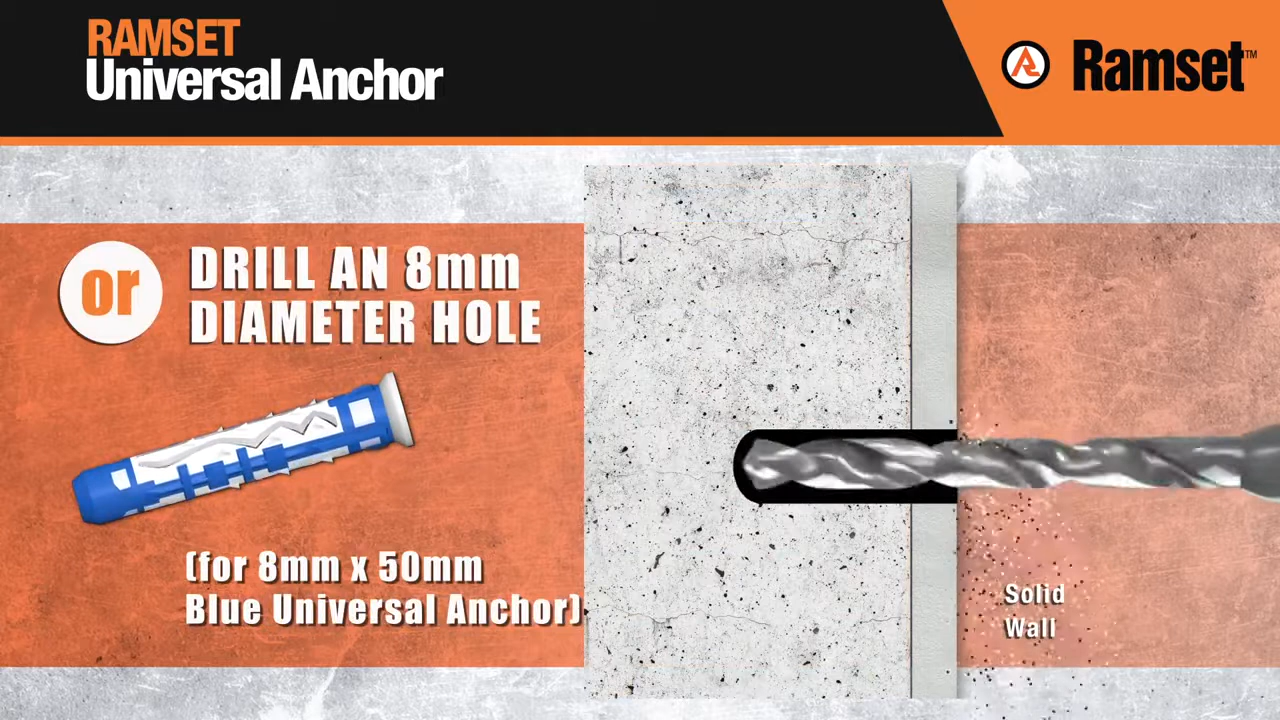 RAMSET
Universal Anchor
Ramset™
or
DRILL AN 8mm
DIAMETER HOLE
(for 8mm x 50mm
Blue Universal Anchor)
Solid
Wall